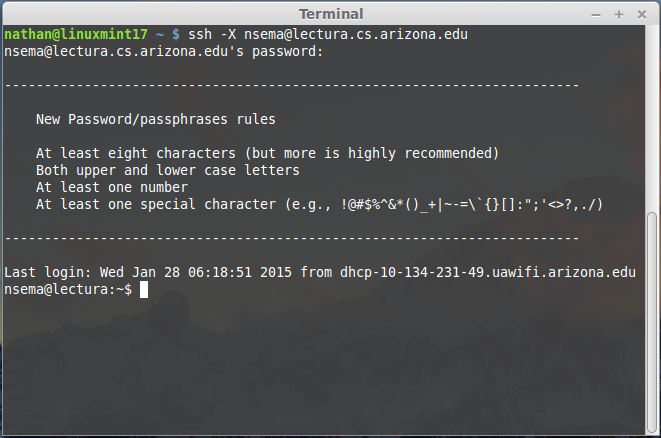 Terminal
nathan@linuxmint17 ~ $ ssh -X nsema@lectura.cs.arizona.edu
nsema@lectura.cs.arizona.edu's password:
------------------------------------------------------------------------
New Password/passphrases rules
At least eight characters (but more is highly recommended)
Both upper and lower case letters
At least one number
At least one special character (e.g., !@#$%^&*()_+|~-=\`{}[]:";'<>?,./)
------------------------------------------------------------------------
Last login: Wed Jan 28 06:18:51 2015 from dhcp-10-134-231-49.uawifi.arizona.edu
nsema@lectura:~$